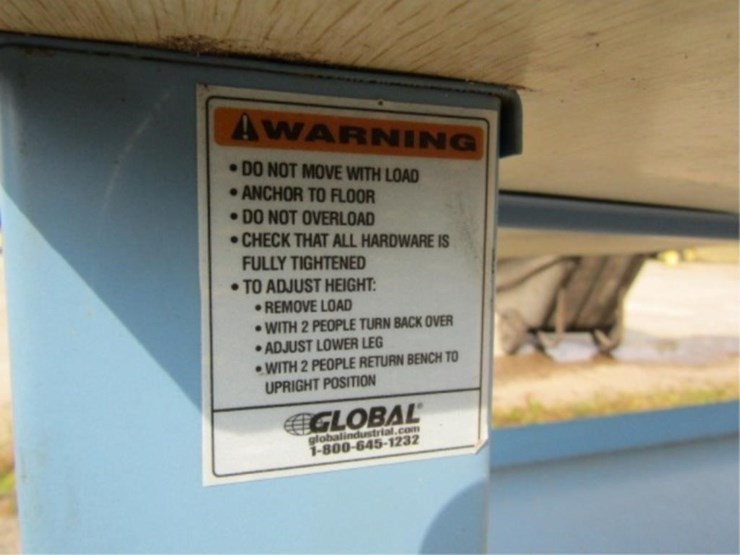 WARNING
• DO NOT MOVE WITH LOAD
• ANCHOR TO FLOOR
• DO NOT OVERLOAD
• CHECK THAT ALL HARDWARE IS
FULLY TIGHTENED
• TO ADJUST HEIGHT:
• REMOVE LOAD
• WITH 2 PEOPLE TURN BACK OVER
• ADJUST LOWER LEG
• WITH 2 PEOPLE RETURN BENCH TO
UPRIGHT POSITION
GLOBAL®
globalindustrial.com
1-800-645-1232